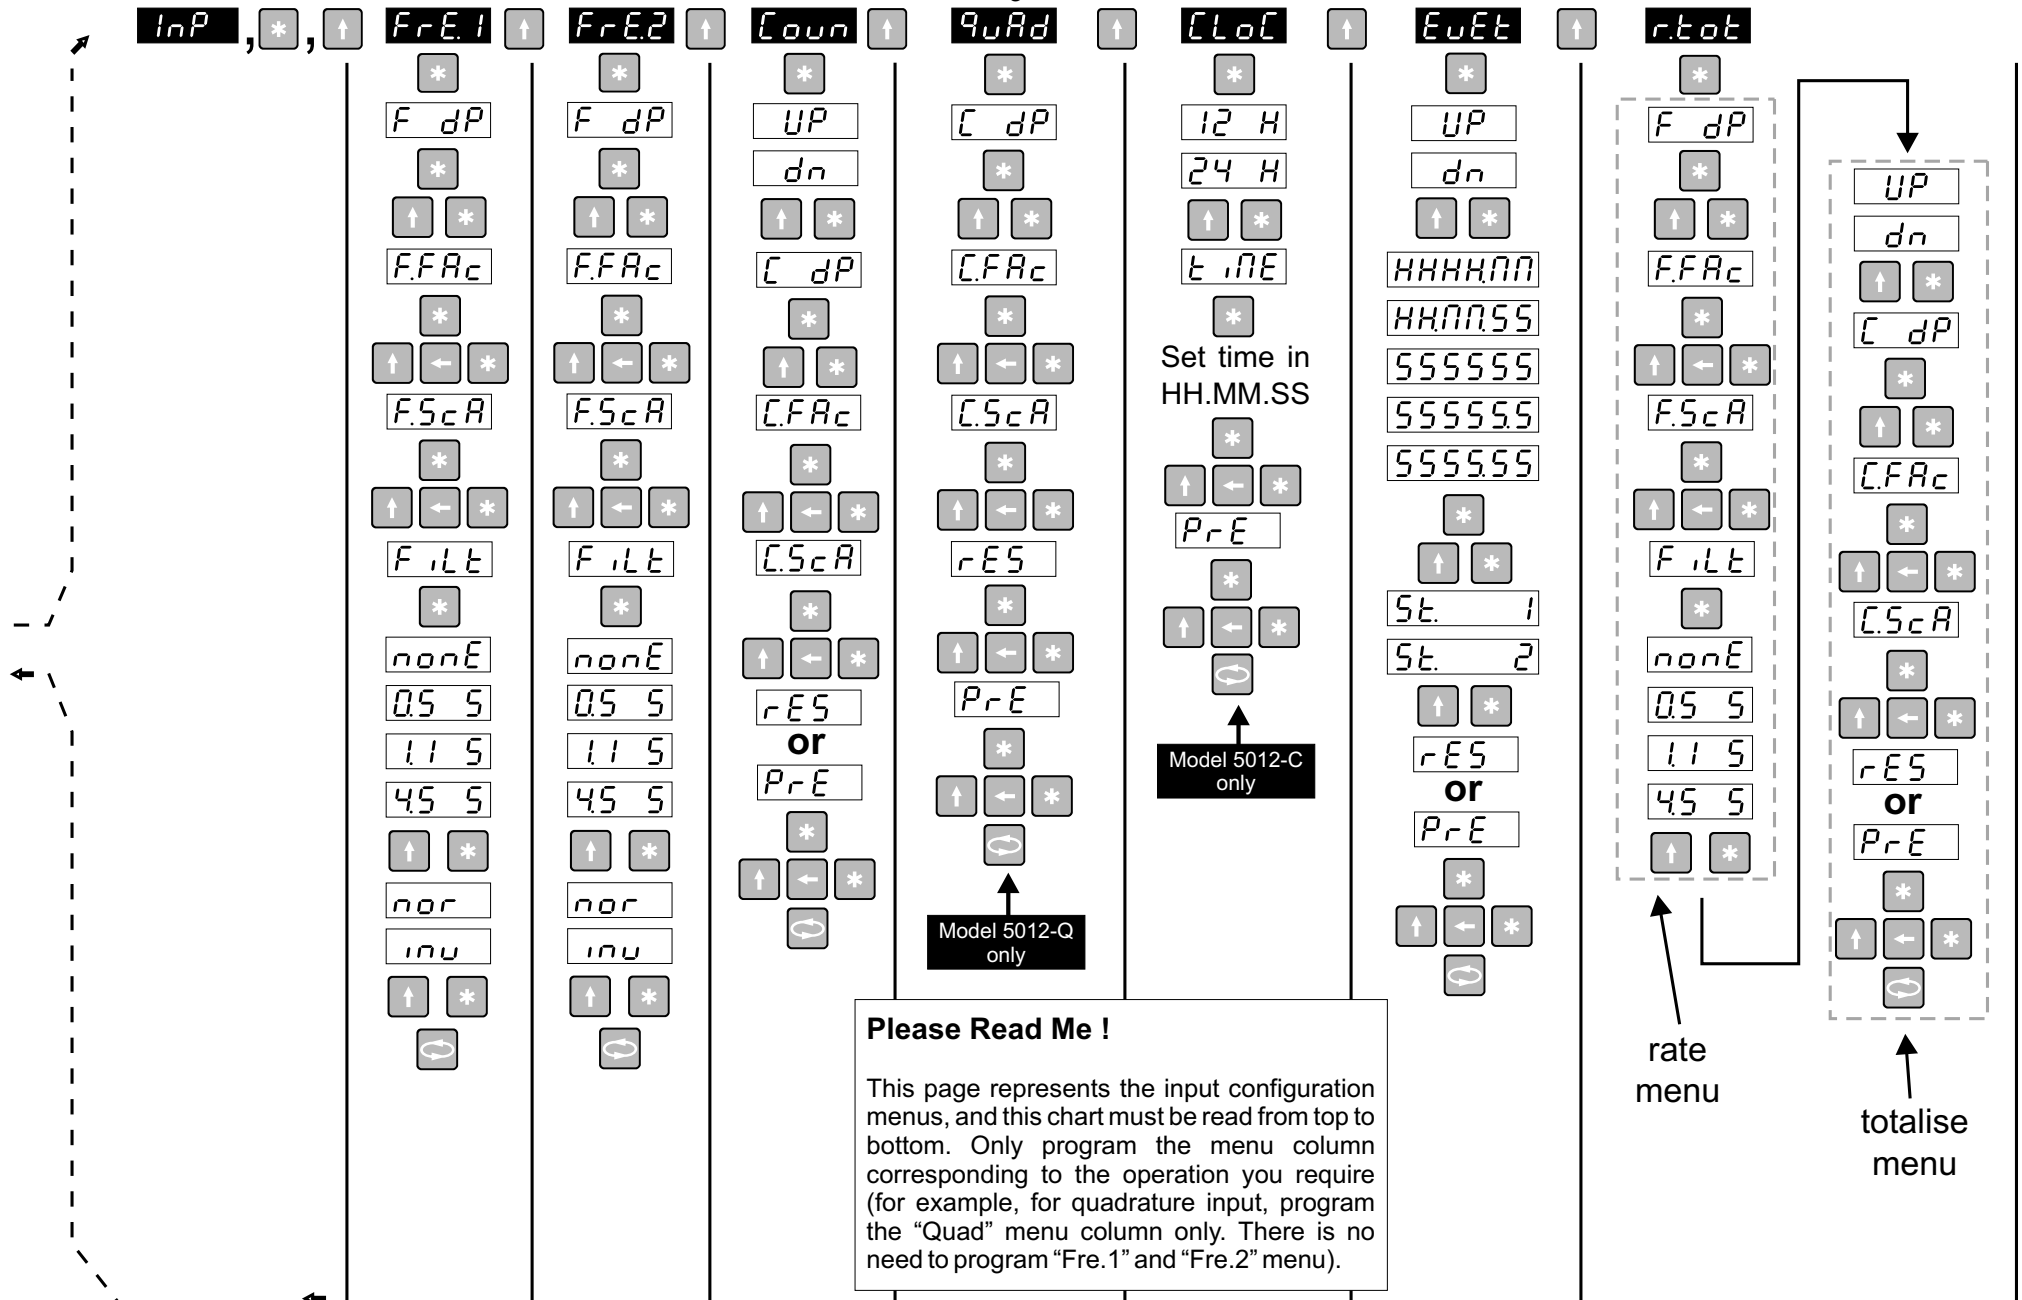 InP , * , FrE.1 FrE.2 Coun quAd CLoC EvEt r.tot
F dP
F.FAc
F.ScA
FiLt
nonE
0.5 S
1.1 S
4.5 S
nor
inv
F dP
F.FAc
F.ScA
FiLt
nonE
0.5 S
1.1 S
4.5 S
nor
inv
UP
dn
C dP
C.FAc
C.ScA
rES
or
PrE
C dP
C.FAc
C.ScA
rES
PrE
Model 5012-Q
only
12 H
24 H
tiME
Set time in
HH.MM.SS
PrE
Model 5012-C
only
UP
dn
HHHH.MM
HH.MM.SS
SSSSSS
SSSSS.S
SSSS.SS
St. 1
St. 2
rES
or
PrE
F dP
F.FAc
F.ScA
FiLt
nonE
0.5 S
1.1 S
4.5 S
rate
menu
UP
dn
C dP
C.FAc
C.ScA
rES
or
PrE
totalise
menu
Please Read Me !
This page represents the input configuration
menus, and this chart must be read from top to
bottom. Only program the menu column
corresponding to the operation you require
(for example, for quadrature input, program
the “Quad” menu column only. There is no
need to program “Fre.1” and “Fre.2” menu).